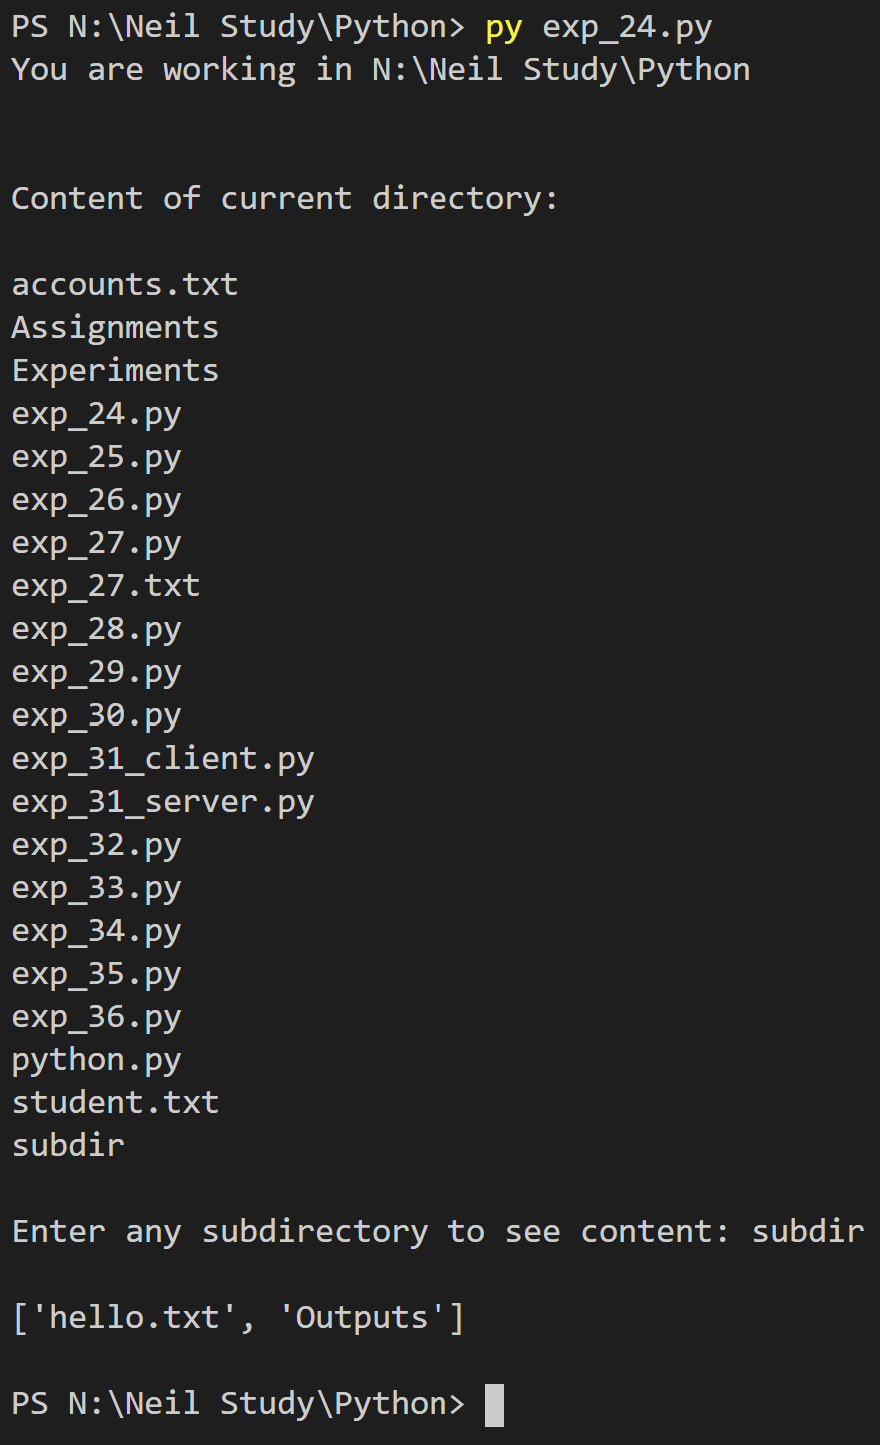 PS N:\Neil Study\Python> py exp_24.py
You are working in N:\Neil Study\Python
Content of current directory:
accounts.txt
Assignments
Experiments
exp_24.py
exp_25.py
exp_26.py
exp_27.py
exp_27.txt
exp_28.py
exp_29.py
exp_30.py
exp_31_client.py
exp_31_server.py
exp_32.py
exp_33.py
exp_34.py
exp_35.py
exp_36.py
python.py
student.txt
subdir
Enter any subdirectory to see content: subdir
['hello.txt', 'Outputs']
PS N:\Neil Study\Python>